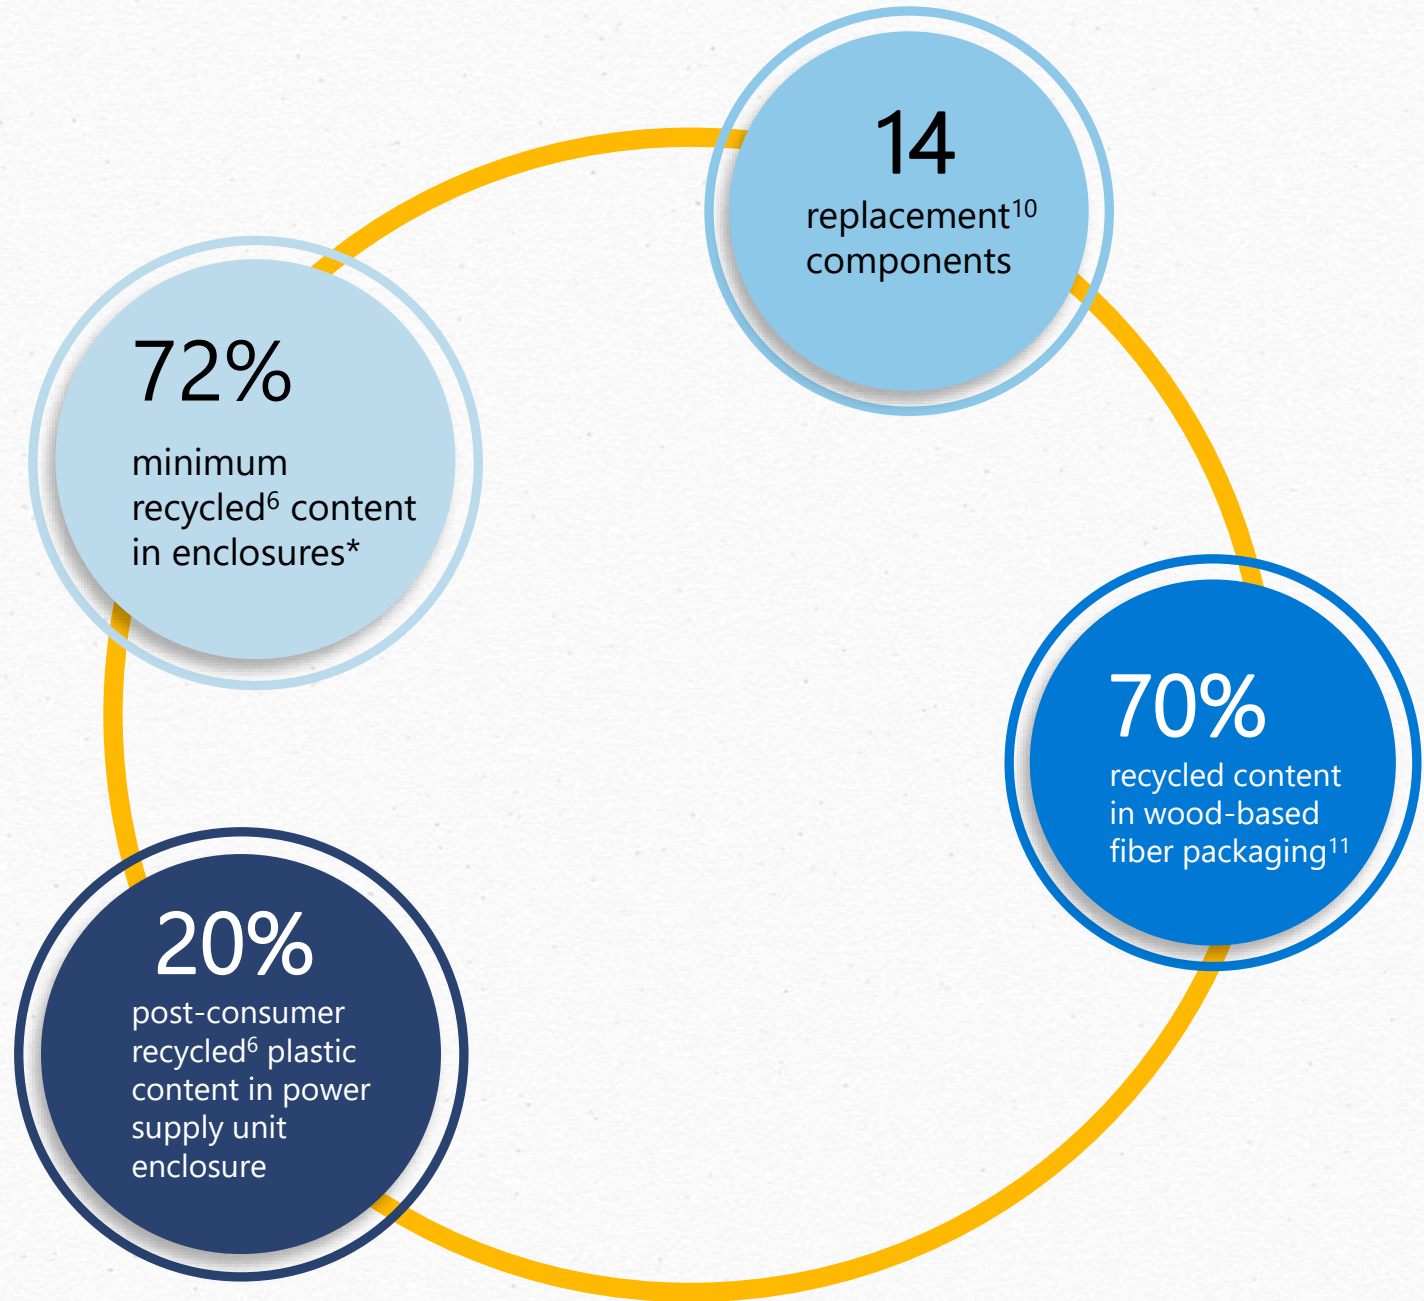 14
replacement¹⁰
components
72%
minimum
recycled⁶ content
in enclosures*
70%
recycled content
in wood-based
fiber packaging¹¹
20%
post-consumer
recycled⁶ plastic
content in power
supply unit
enclosure